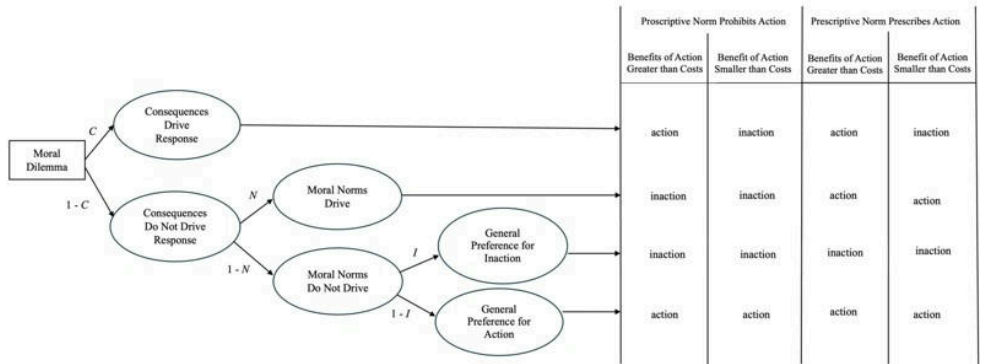 Proscriptive Norm Prohibits Action
Prescriptive Norm Prescribes Action
Benefits of Action
Greater than Costs
Benefit of Action
Smaller than Costs
Benefits of Action
Greater than Costs
Benefit of Action
Smaller than Costs
Moral
Dilemma
C
Consequences
Drive
Response
action
inaction
action
inaction
1 - C
Consequences
Do Not Drive
Response
N
Moral Norms
Drive
inaction
inaction
action
action
1 - N
Moral Norms
Do Not Drive
I
General
Preference for
Inaction
inaction
inaction
inaction
inaction
1 - I
General
Preference for
Action
action
action
action
action